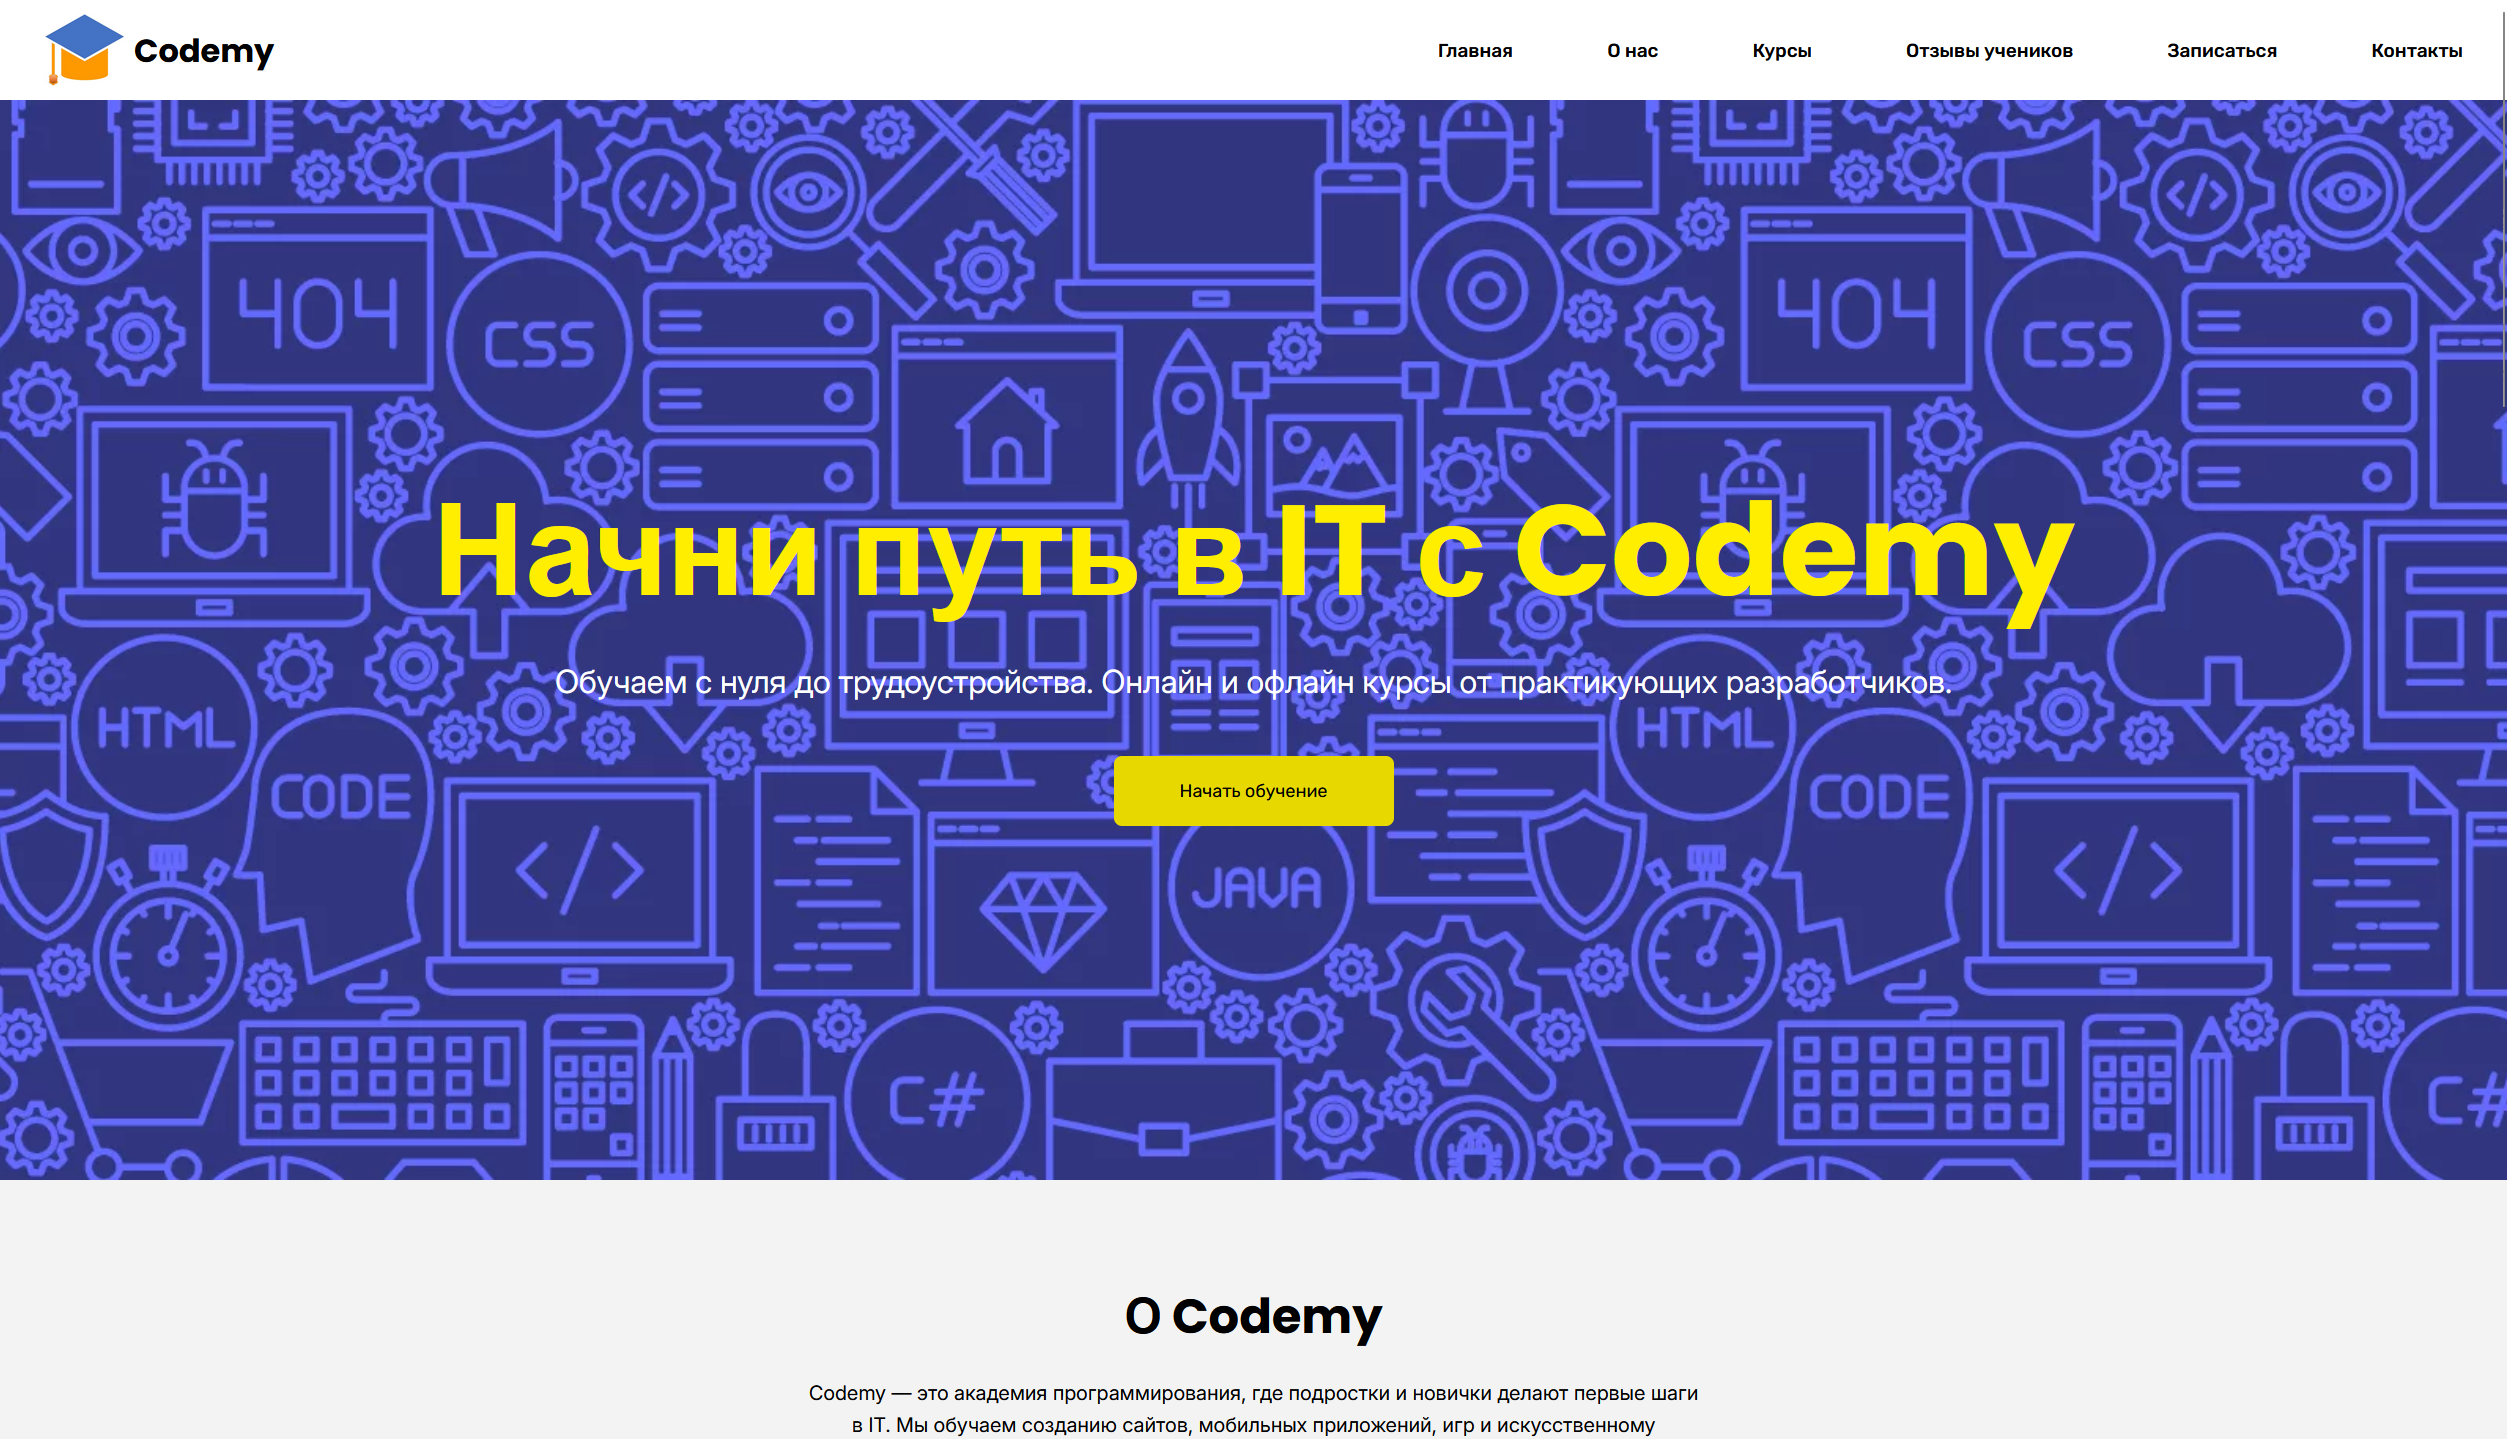 Codemy
Главная О нас Курсы Отзывы учеников Записаться Контакты
404 404
CSS CSS
Начни путь в IT с Codemy
Обучаем с нуля до трудоустройства. Онлайн и офлайн курсы от практикующих разработчиков.
HTML HTML
CODE CODE
Начать обучение
</> </>
JAVA
C# C#
О Codemy
Codemy — это академия программирования, где подростки и новички делают первые шаги
в IT. Мы обучаем созданию сайтов, мобильных приложений, игр и искусственному